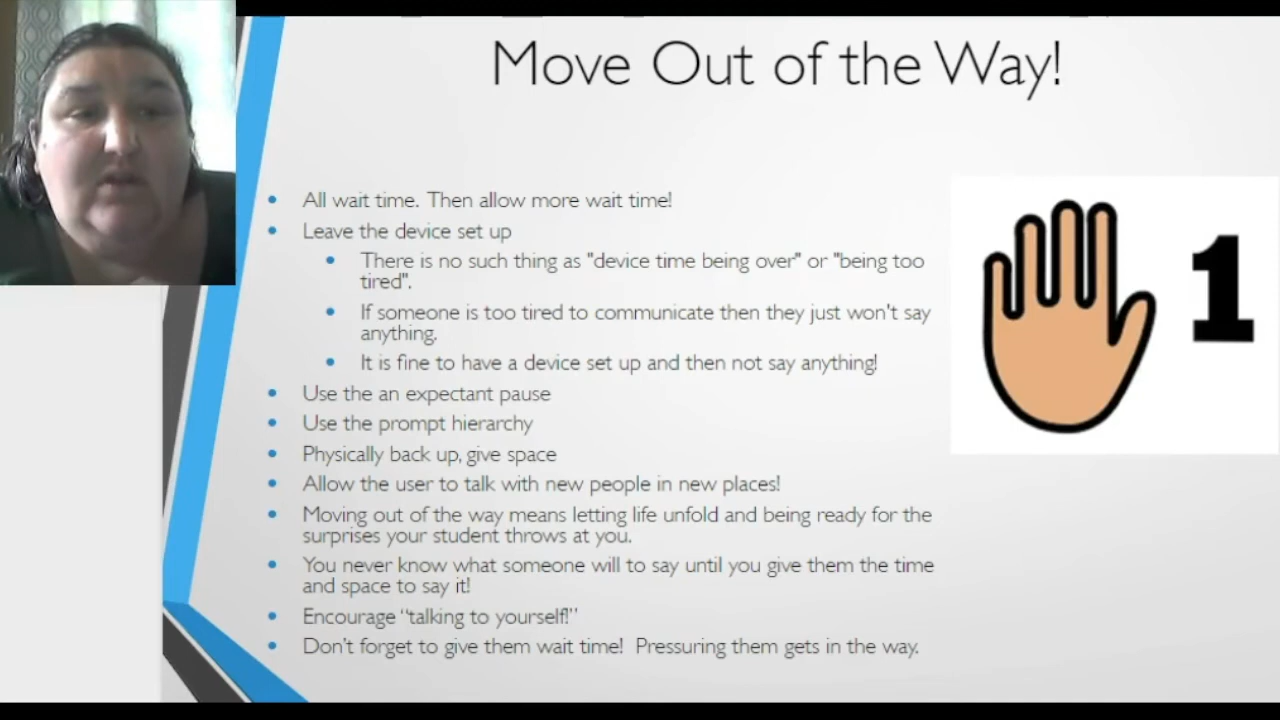 Move Out of the Way!
All wait time. Then allow more wait time!
Leave the device set up
There is no such thing as "device time being over" or "being too
tired".
If someone is too tired to communicate then they just won't say
anything.
It is fine to have a device set up and then not say anything!
Use the an expectant pause
Use the prompt hierarchy
Physically back up, give space
Allow the user to talk with new people in new places!
Moving out of the way means letting life unfold and being ready for the
surprises your student throws at you.
You never know what someone will to say until you give them the time
and space to say it!
Encourage “talking to yourself!”
Don’t forget to give them wait time!  Pressuring them gets in the way.
1